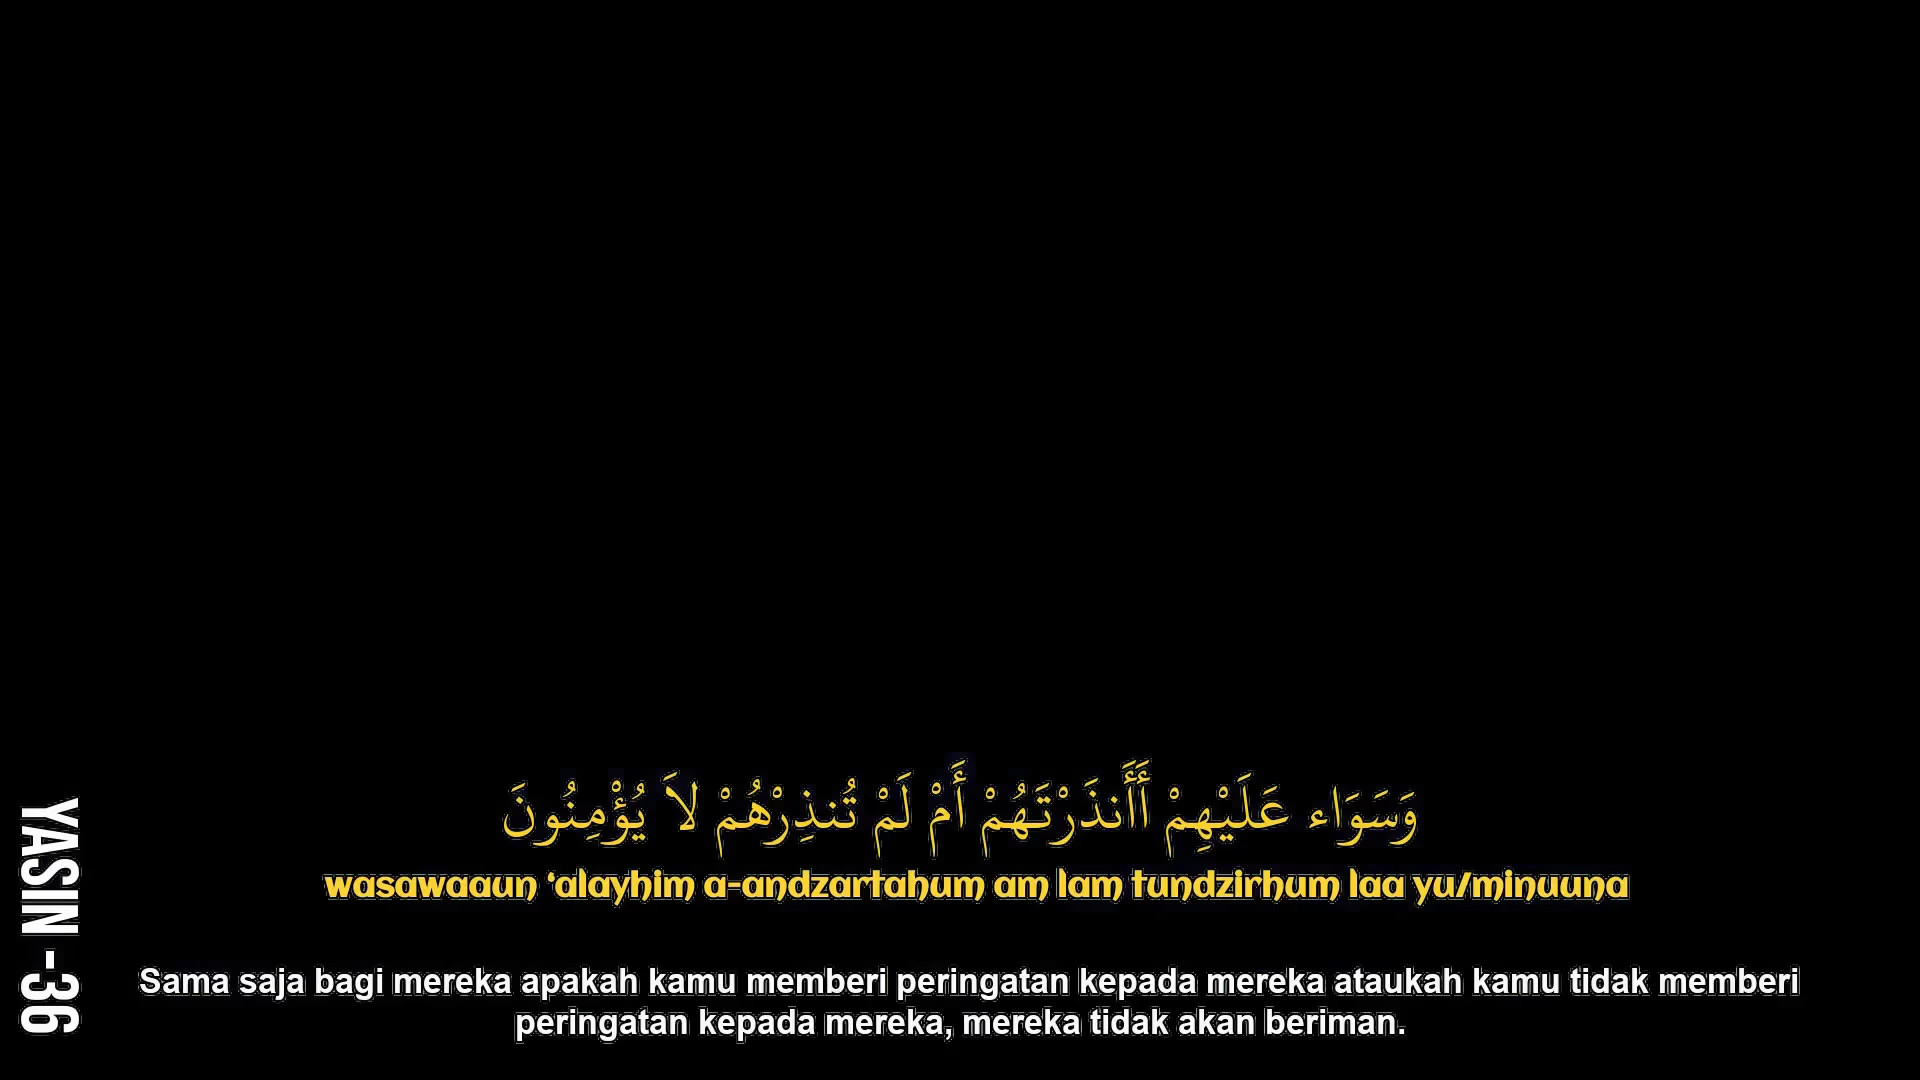 وَسَوَاء عَلَيْهِمْ أَأَنذَرْتَهُمْ أَمْ لَمْ تُنذِرْهُمْ لاَ يُؤْمِنُونَ
wasawaaun ‘alayhim a-andzartahum am lam tundzirhum laa yu/minuuna
Sama saja bagi mereka apakah kamu memberi peringatan kepada mereka ataukah kamu tidak memberi
peringatan kepada mereka, mereka tidak akan beriman.
YASIN -36